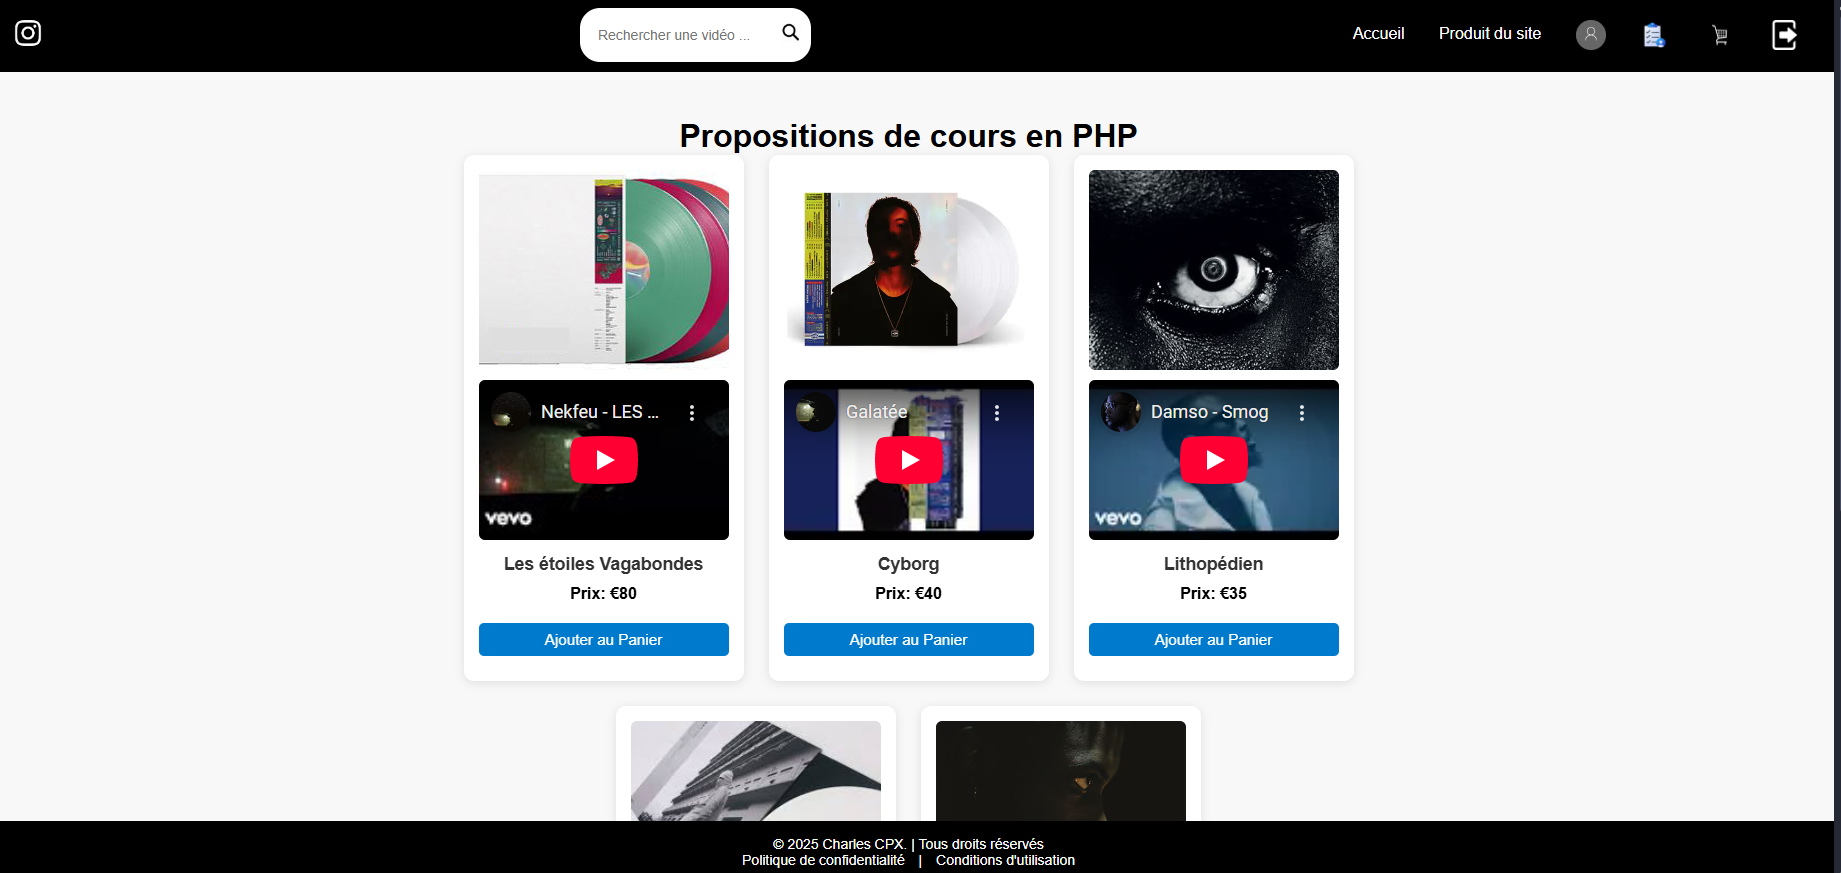 Rechercher une vidéo ...
Accueil
Produit du site
Propositions de cours en PHP
Nekfeu - LES ...
Galatée
Damso - Smog
vevo
vevo
Les étoiles Vagabondes
Cyborg
Lithopédien
Prix: €80
Prix: €40
Prix: €35
Ajouter au Panier
Ajouter au Panier
Ajouter au Panier
© 2025 Charles CPX. | Tous droits réservés
Politique de confidentialité | Conditions d'utilisation